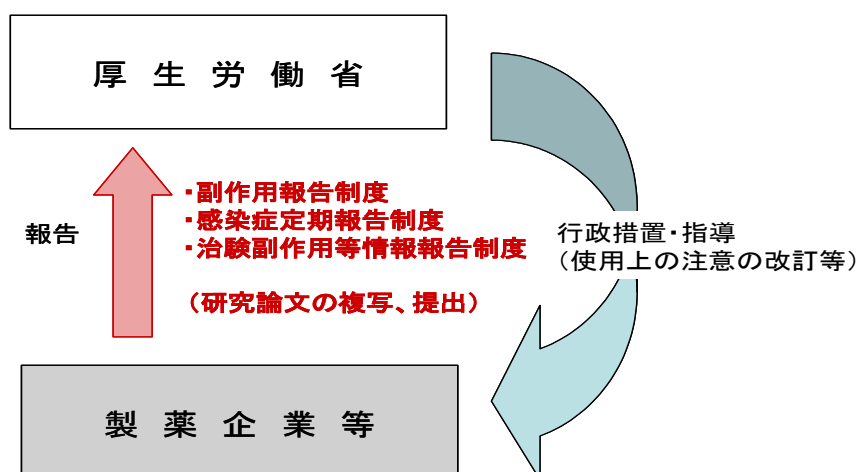 厚生労働省
・副作用報告制度
・感染症定期報告制度
・治験副作用等情報報告制度
報告
行政措置・指導
（使用上の注意の改訂等）
（研究論文の複写、提出）
製薬企業等